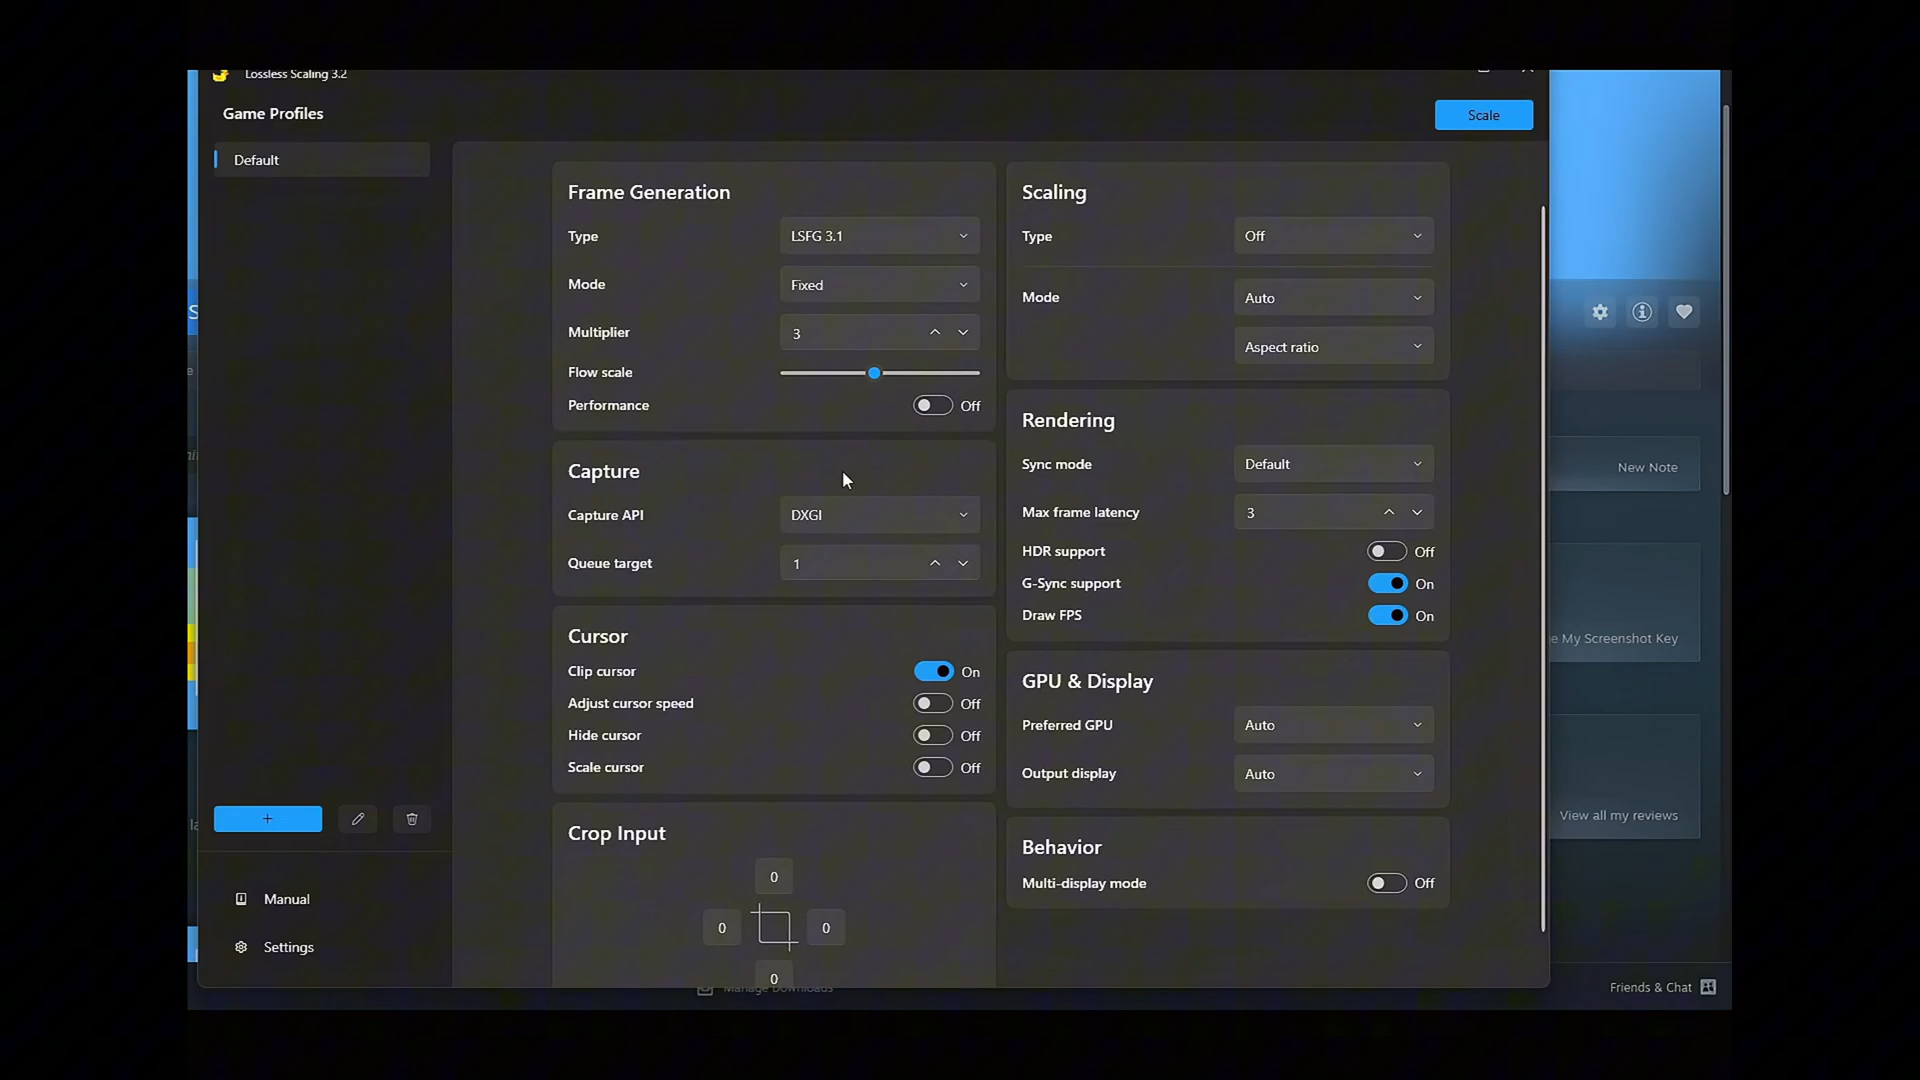 Lossless Scaling 3.2
Game Profiles
Scale
Default
Frame Generation
Type
LSFG 3.1
Mode
Fixed
Multiplier
3
Flow scale
Performance
Off
Capture
Capture API
DXGI
Queue target
1
Cursor
Clip cursor
On
Adjust cursor speed
Off
Hide cursor
Off
Scale cursor
Off
Crop Input
0
0
0
0
Scaling
Type
Off
Mode
Auto
Aspect ratio
Rendering
Sync mode
Default
Max frame latency
3
HDR support
Off
G-Sync support
On
Draw FPS
On
GPU & Display
Preferred GPU
Auto
Output display
Auto
Behavior
Multi-display mode
Off
+
Manual
Settings
New Note
e My Screenshot Key
View all my reviews
Manage Downloads
Friends & Chat